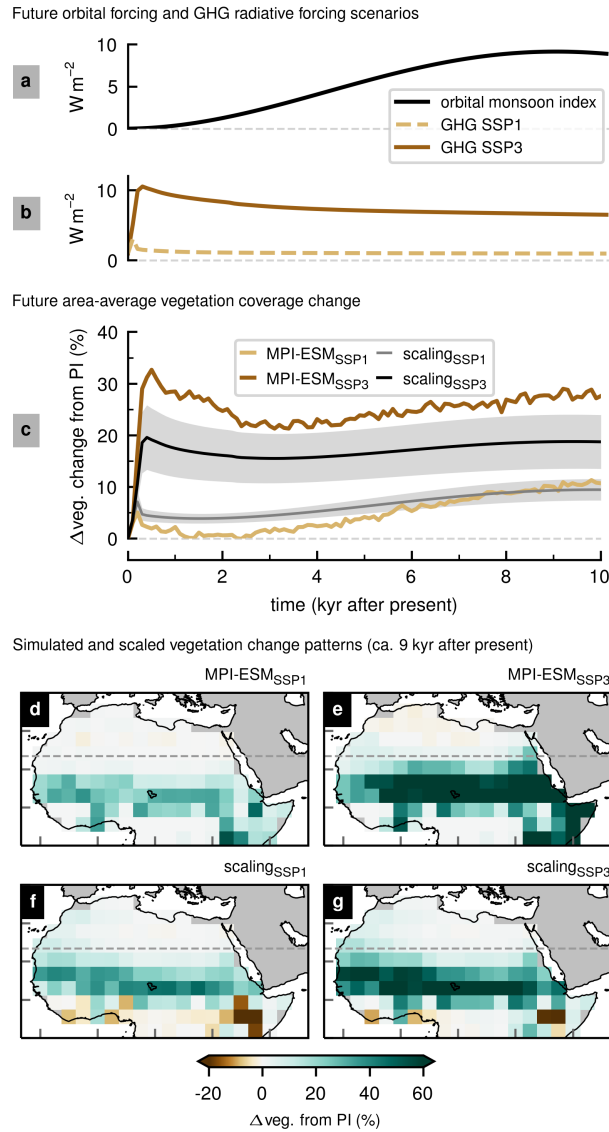 Future orbital forcing and GHG radiative forcing scenarios
a
W m⁻²
10
5
0
orbital monsoon index
GHG SSP1
GHG SSP3
b
W m⁻²
10
0
Future area-average vegetation coverage change
c
Δveg. change from PI (%)
40
30
20
10
0
MPI-ESM_SSP1
scaling_SSP1
MPI-ESM_SSP3
scaling_SSP3
0 2 4 6 8 10
time (kyr after present)
Simulated and scaled vegetation change patterns (ca. 9 kyr after present)
MPI-ESM_SSP1
MPI-ESM_SSP3
d
e
scaling_SSP1
scaling_SSP3
f
g
-20 0 20 40 60
Δveg. from PI (%)